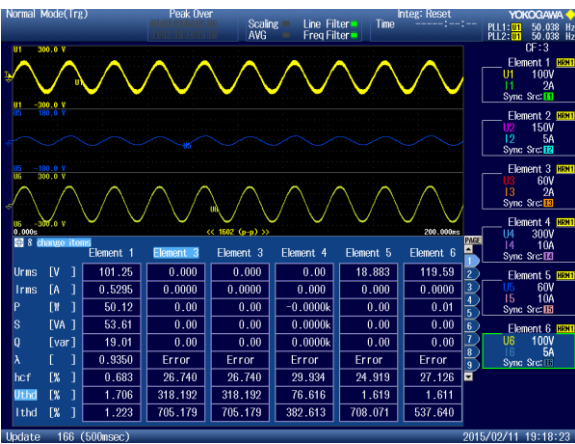 Normal Mode(Trg) Peak Over Scaling Line Filter Time Integ: Reset YOKOGAWA
AVG Freq Filter PLL1:U1 50.038 Hz
PLL2:U1 50.038 Hz
CF:3
U1 300.0 V
U1
U1 -300.0 V
U5 180.0 V
U5
U5 -180.0 V
U6 300.0 V
U6
U6 -300.0 V
0.000s << 1602 (p-p) >> 200.000ms
8 change items
Element 1 Element 3 Element 3 Element 4 Element 5 Element 6
Urms [V ] 101.25 0.000 0.000 0.00 18.883 119.59
Irms [A ] 0.5295 0.0000 0.0000 0.000 0.000 0.0000
P [W ] 50.12 0.00 0.00 -0.0000k 0.00 0.01
S [VA ] 53.61 0.00 0.00 0.0000k 0.00 0.00
Q [var] 19.01 0.00 0.00 0.0000k 0.00 0.00
λ [ ] 0.9350 Error Error Error Error Error
hcf [% ] 0.683 26.740 26.740 29.934 24.919 27.126
Uthd [% ] 1.706 318.192 318.192 76.616 1.619 1.611
Ithd [% ] 1.223 705.179 705.179 382.613 708.071 537.640
PAGE
1
2
3
4
5
6
7
8
9
Element 1 HRM1
U1 100V
I1 2A
Sync Src:I1
Element 2 HRM1
U2 150V
I2 5A
Sync Src:I2
Element 3 HRM1
U3 60V
I3 2A
Sync Src:I3
Element 4 HRM1
U4 300V
I4 10A
Sync Src:I4
Element 5 HRM1
U5 60V
I5 10A
Sync Src:I5
Element 6 HRM1
U6 100V
I6 5A
Sync Src:I6
Update 166 (500msec) 2015/02/11 19:18:23